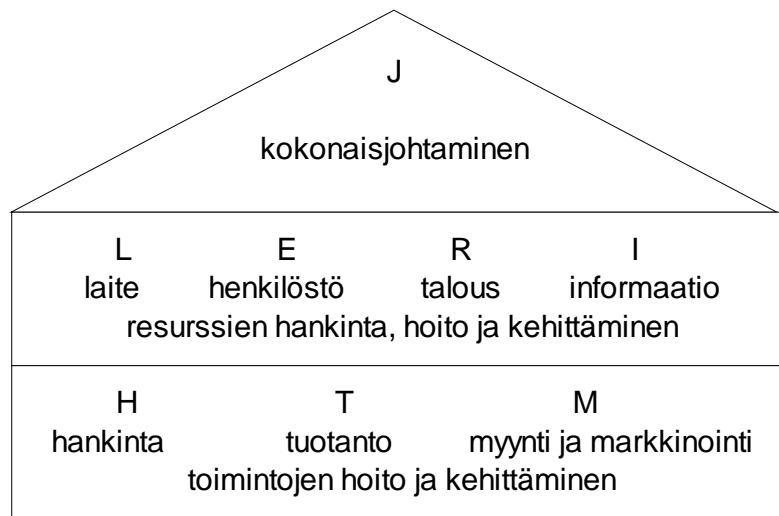 J
kokonaisjohtaminen
L E R I
laite henkilöstö talous informaatio
resurssien hankinta, hoito ja kehittäminen
H T M
hankinta tuotanto myynti ja markkinointi
toimintojen hoito ja kehittäminen